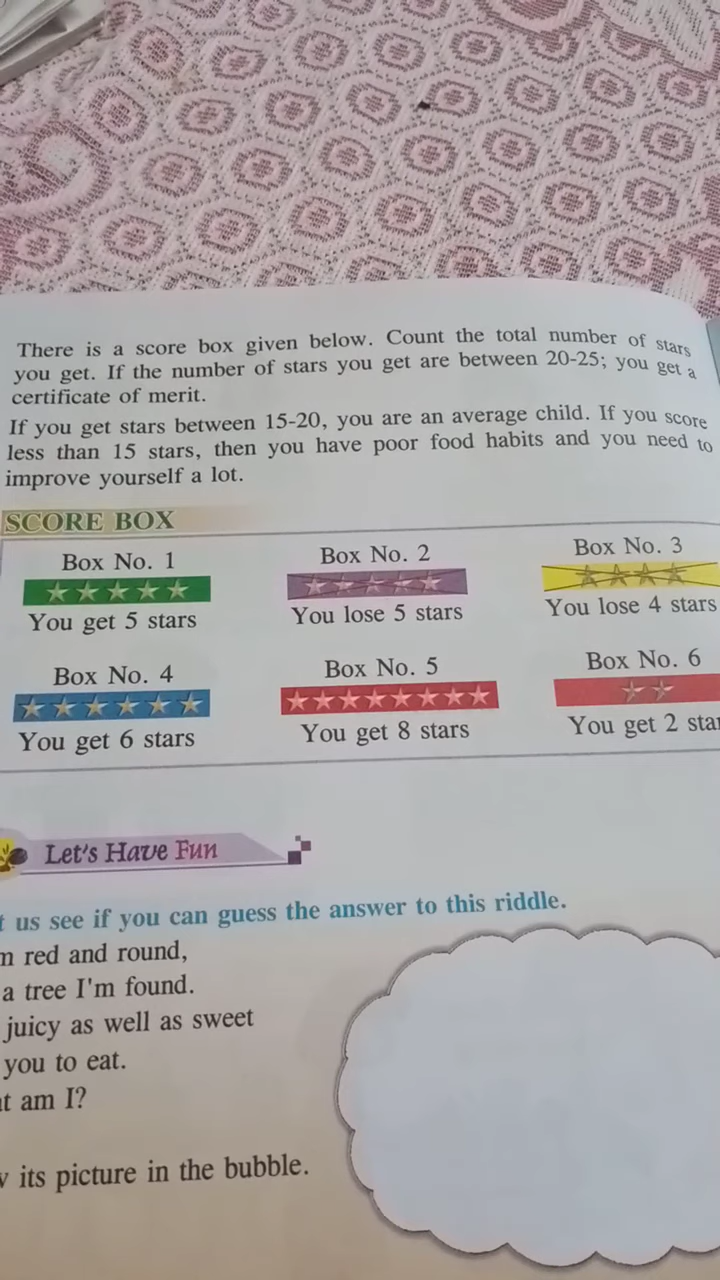 There is a score box given below. Count the total number of stars
you get. If the number of stars you get are between 20-25; you get a
certificate of merit.
If you get stars between 15-20, you are an average child. If you score
less than 15 stars, then you have poor food habits and you need to
improve yourself a lot.
SCORE BOX
Box No. 1
You get 5 stars
Box No. 2
You lose 5 stars
Box No. 3
You lose 4 stars
Box No. 4
You get 6 stars
Box No. 5
You get 8 stars
Box No. 6
You get 2
Let's Have Fun
us see if you can guess the answer to this riddle.
red and round,
a tree I'm found.
juicy as well as sweet
you to eat.
am I?
its picture in the bubble.